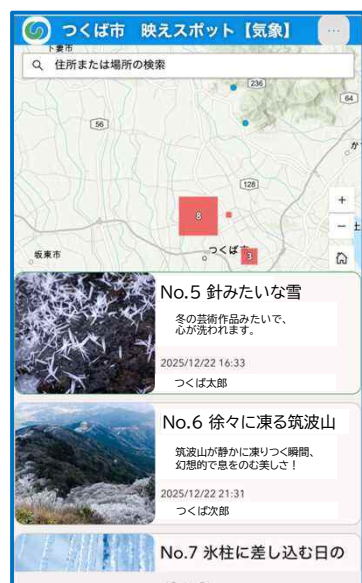 つくば市　映えスポット【気象】
…
下妻市
住所または場所の検索
236
64
56
128
8
+
−
坂東市
つくば市
3
No.5 針みたいな雪
冬の芸術作品みたいで、
心が洗われます。
2025/12/22 16:33
つくば太郎
No.6 徐々に凍る筑波山
筑波山が静かに凍りつく瞬間、
幻想的で息をのむ美しさ！
2025/12/22 21:31
つくば次郎
No.7 氷柱に差し込む日の